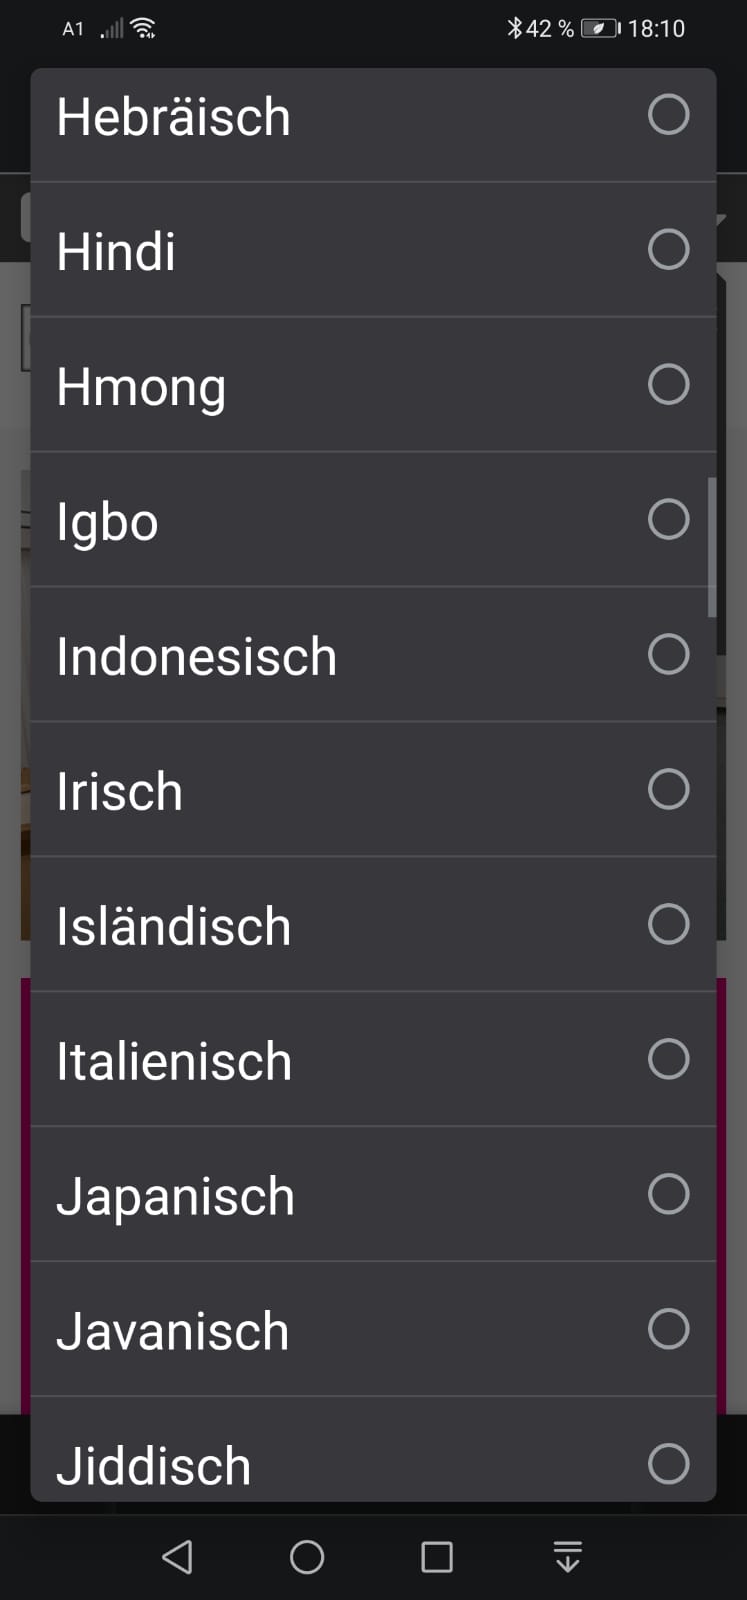 A1 42 % 18:10
Hebräisch
Hindi
Hmong
Igbo
Indonesisch
Irisch
Isländisch
Italienisch
Japanisch
Javanisch
Jiddisch